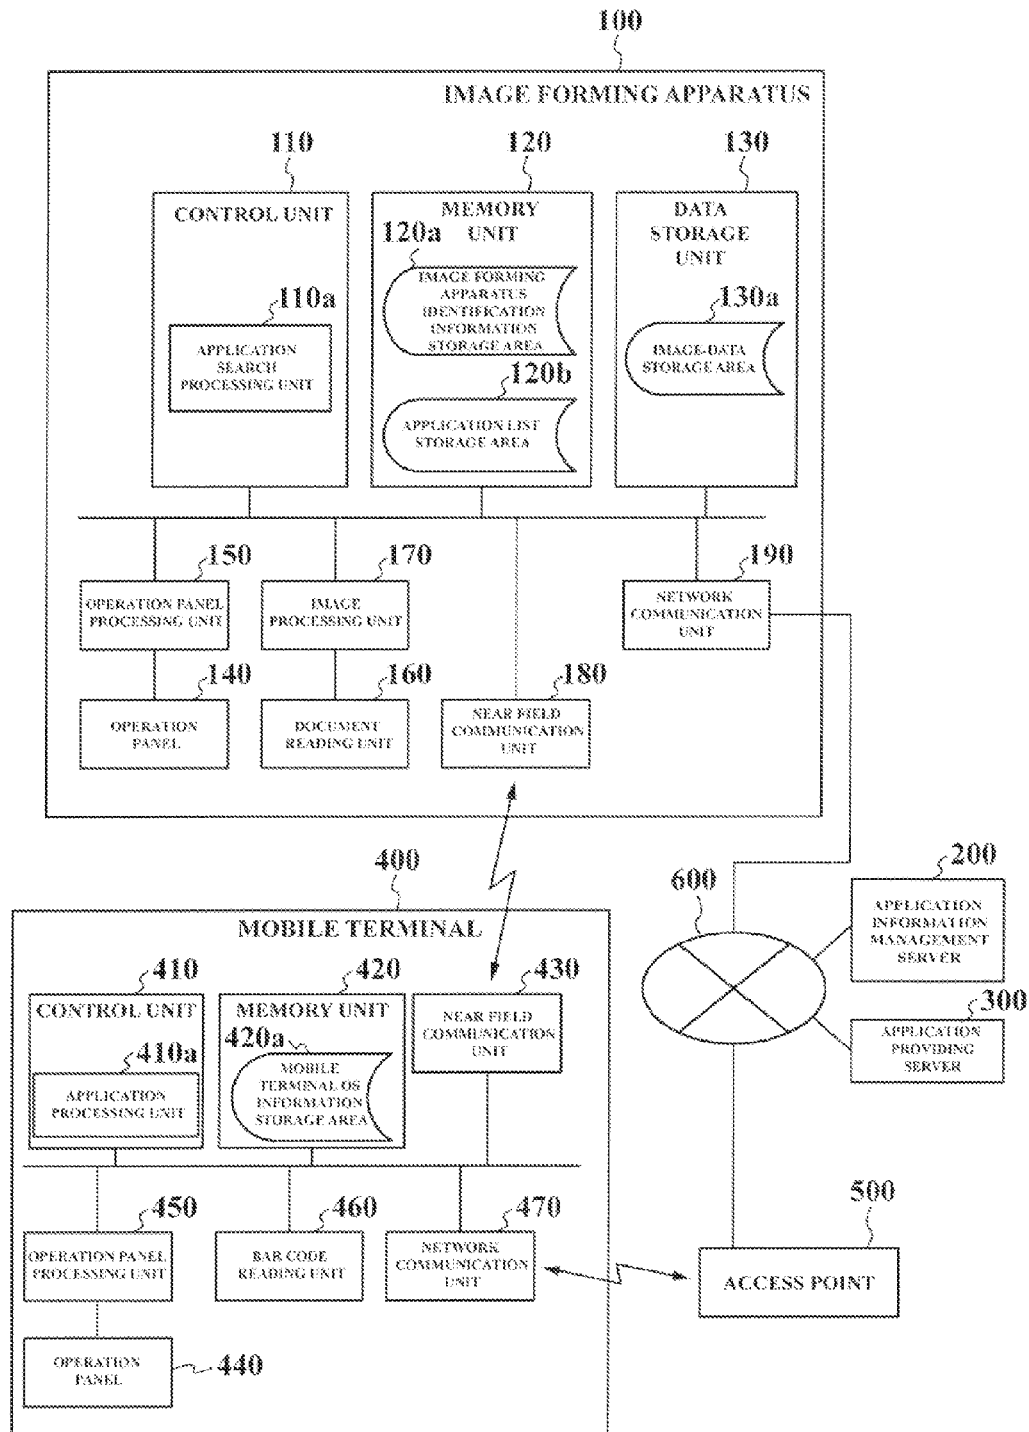 100
IMAGE FORMING APPARATUS
110
120
130
CONTROL UNIT
MEMORY
UNIT
DATA
STORAGE
UNIT
120a
IMAGE FORMING
APPARATUS
IDENTIFICATION
INFORMATION
STORAGE AREA
110a
APPLICATION
SEARCH
PROCESSING UNIT
130a
IMAGE-DATA
STORAGE AREA
120b
APPLICATION LIST
STORAGE AREA
150
170
190
OPERATION PANEL
PROCESSING UNIT
IMAGE
PROCESSING UNIT
NETWORK
COMMUNICATION
UNIT
140
160
180
OPERATION
PANEL
DOCUMENT
READING UNIT
NEAR FIELD
COMMUNICATION
UNIT
400
MOBILE TERMINAL
600
200
APPLICATION
INFORMATION
MANAGEMENT
SERVER
300
APPLICATION
PROVIDING
SERVER
410
420
430
CONTROL UNIT
MEMORY UNIT
NEAR FIELD
COMMUNICATION
UNIT
410a
APPLICATION
PROCESSING UNIT
420a
MOBILE
TERMINAL OS
INFORMATION
STORAGE AREA
450
460
470
OPERATION PANEL
PROCESSING UNIT
BAR CODE
READING UNIT
NETWORK
COMMUNICATION
UNIT
500
ACCESS POINT
OPERATION
PANEL
440